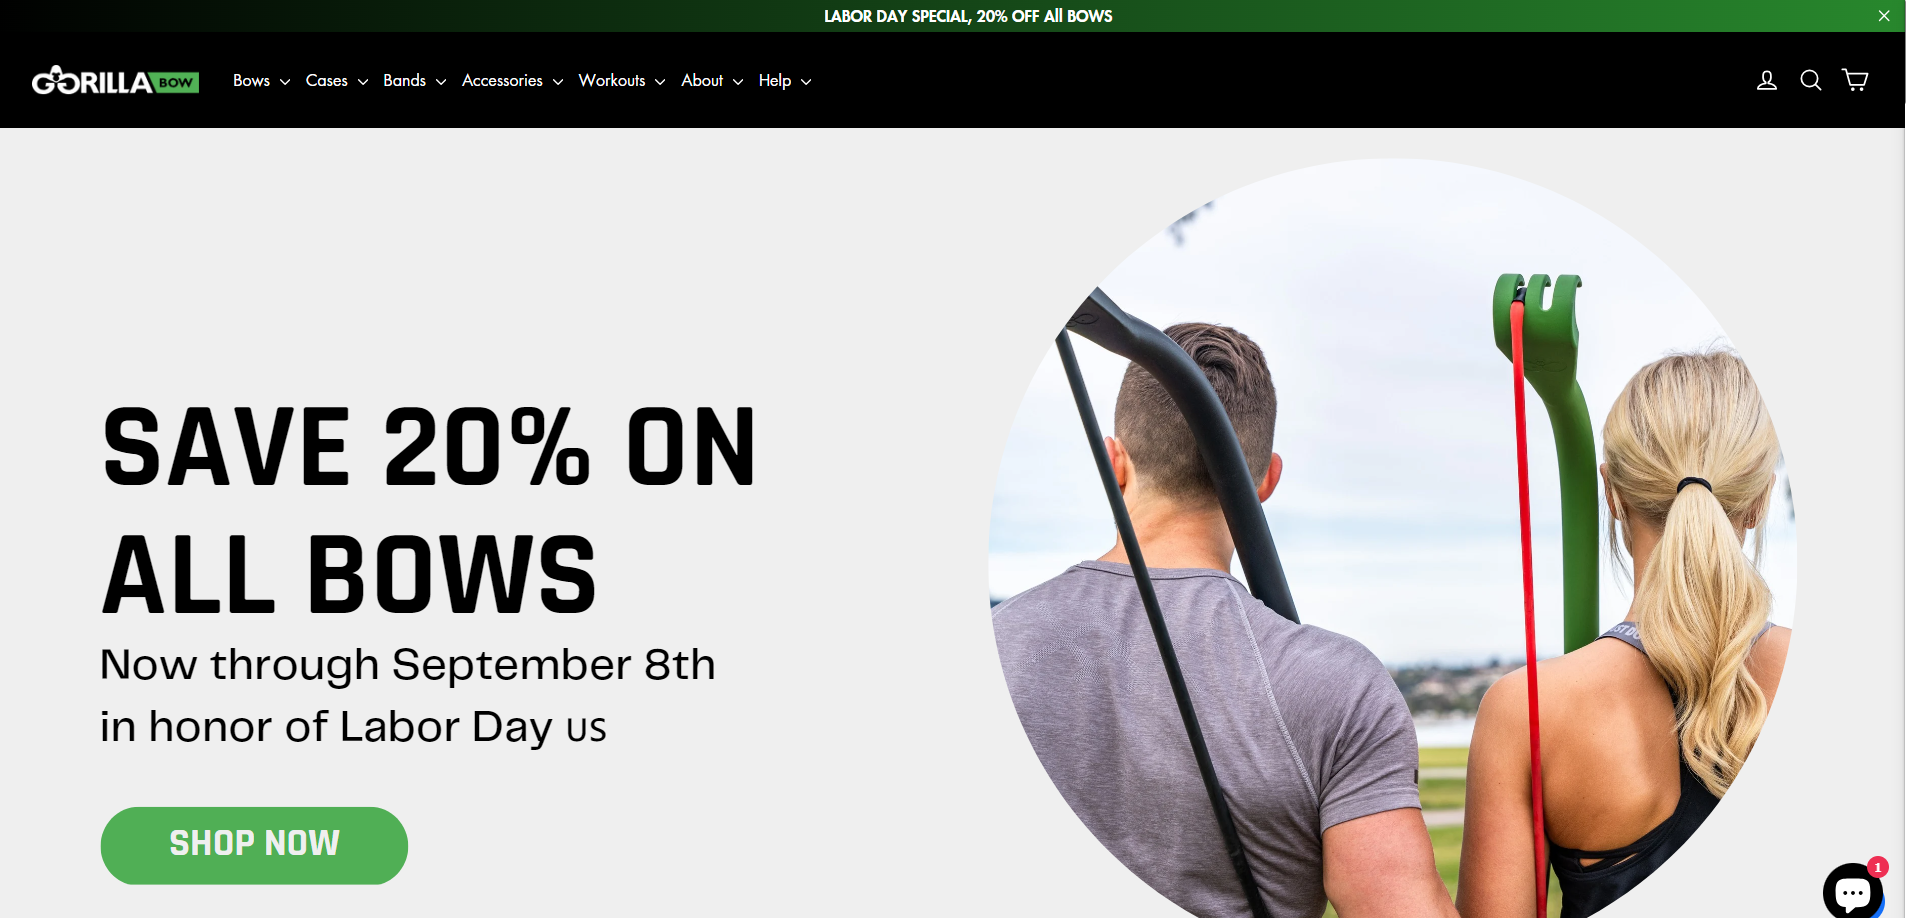 LABOR DAY SPECIAL, 20% OFF All BOWS
GORILLA BOW
Bows Cases Bands Accessories Workouts About Help
SAVE 20% ON
ALL BOWS
Now through September 8th
in honor of Labor Day US
SHOP NOW
1